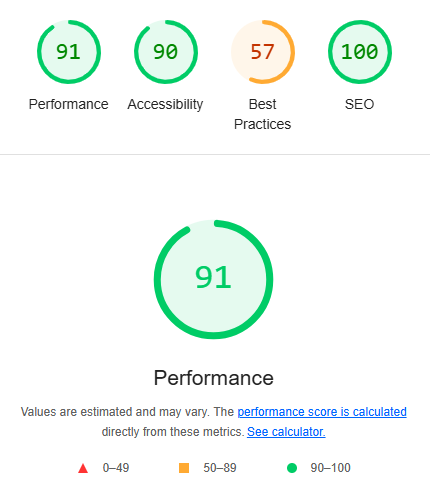 91 90 57 100
Performance Accessibility Best Practices SEO
91
Performance
Values are estimated and may vary. The performance score is calculated
directly from these metrics. See calculator.
0–49 50–89 90–100